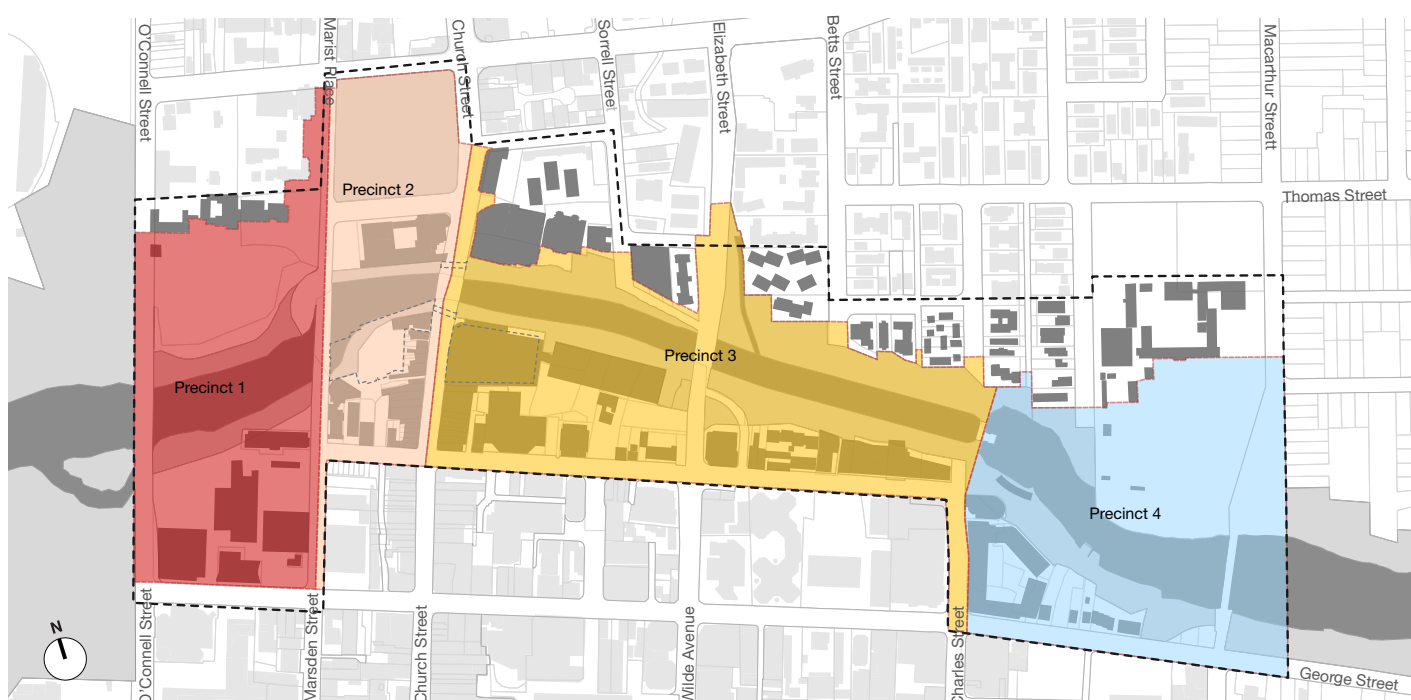 O'Connell Street
Marist Place
Church Street
Sorrell Street
Elizabeth Street
Betts Street
Macarthur Streett
Thomas Street
Precinct 2
Precinct 3
Precinct 1
Precinct 4
O'Connell Street
Marsden Street
Church Street
Wilde Avenue
Charles Street
George Street
N